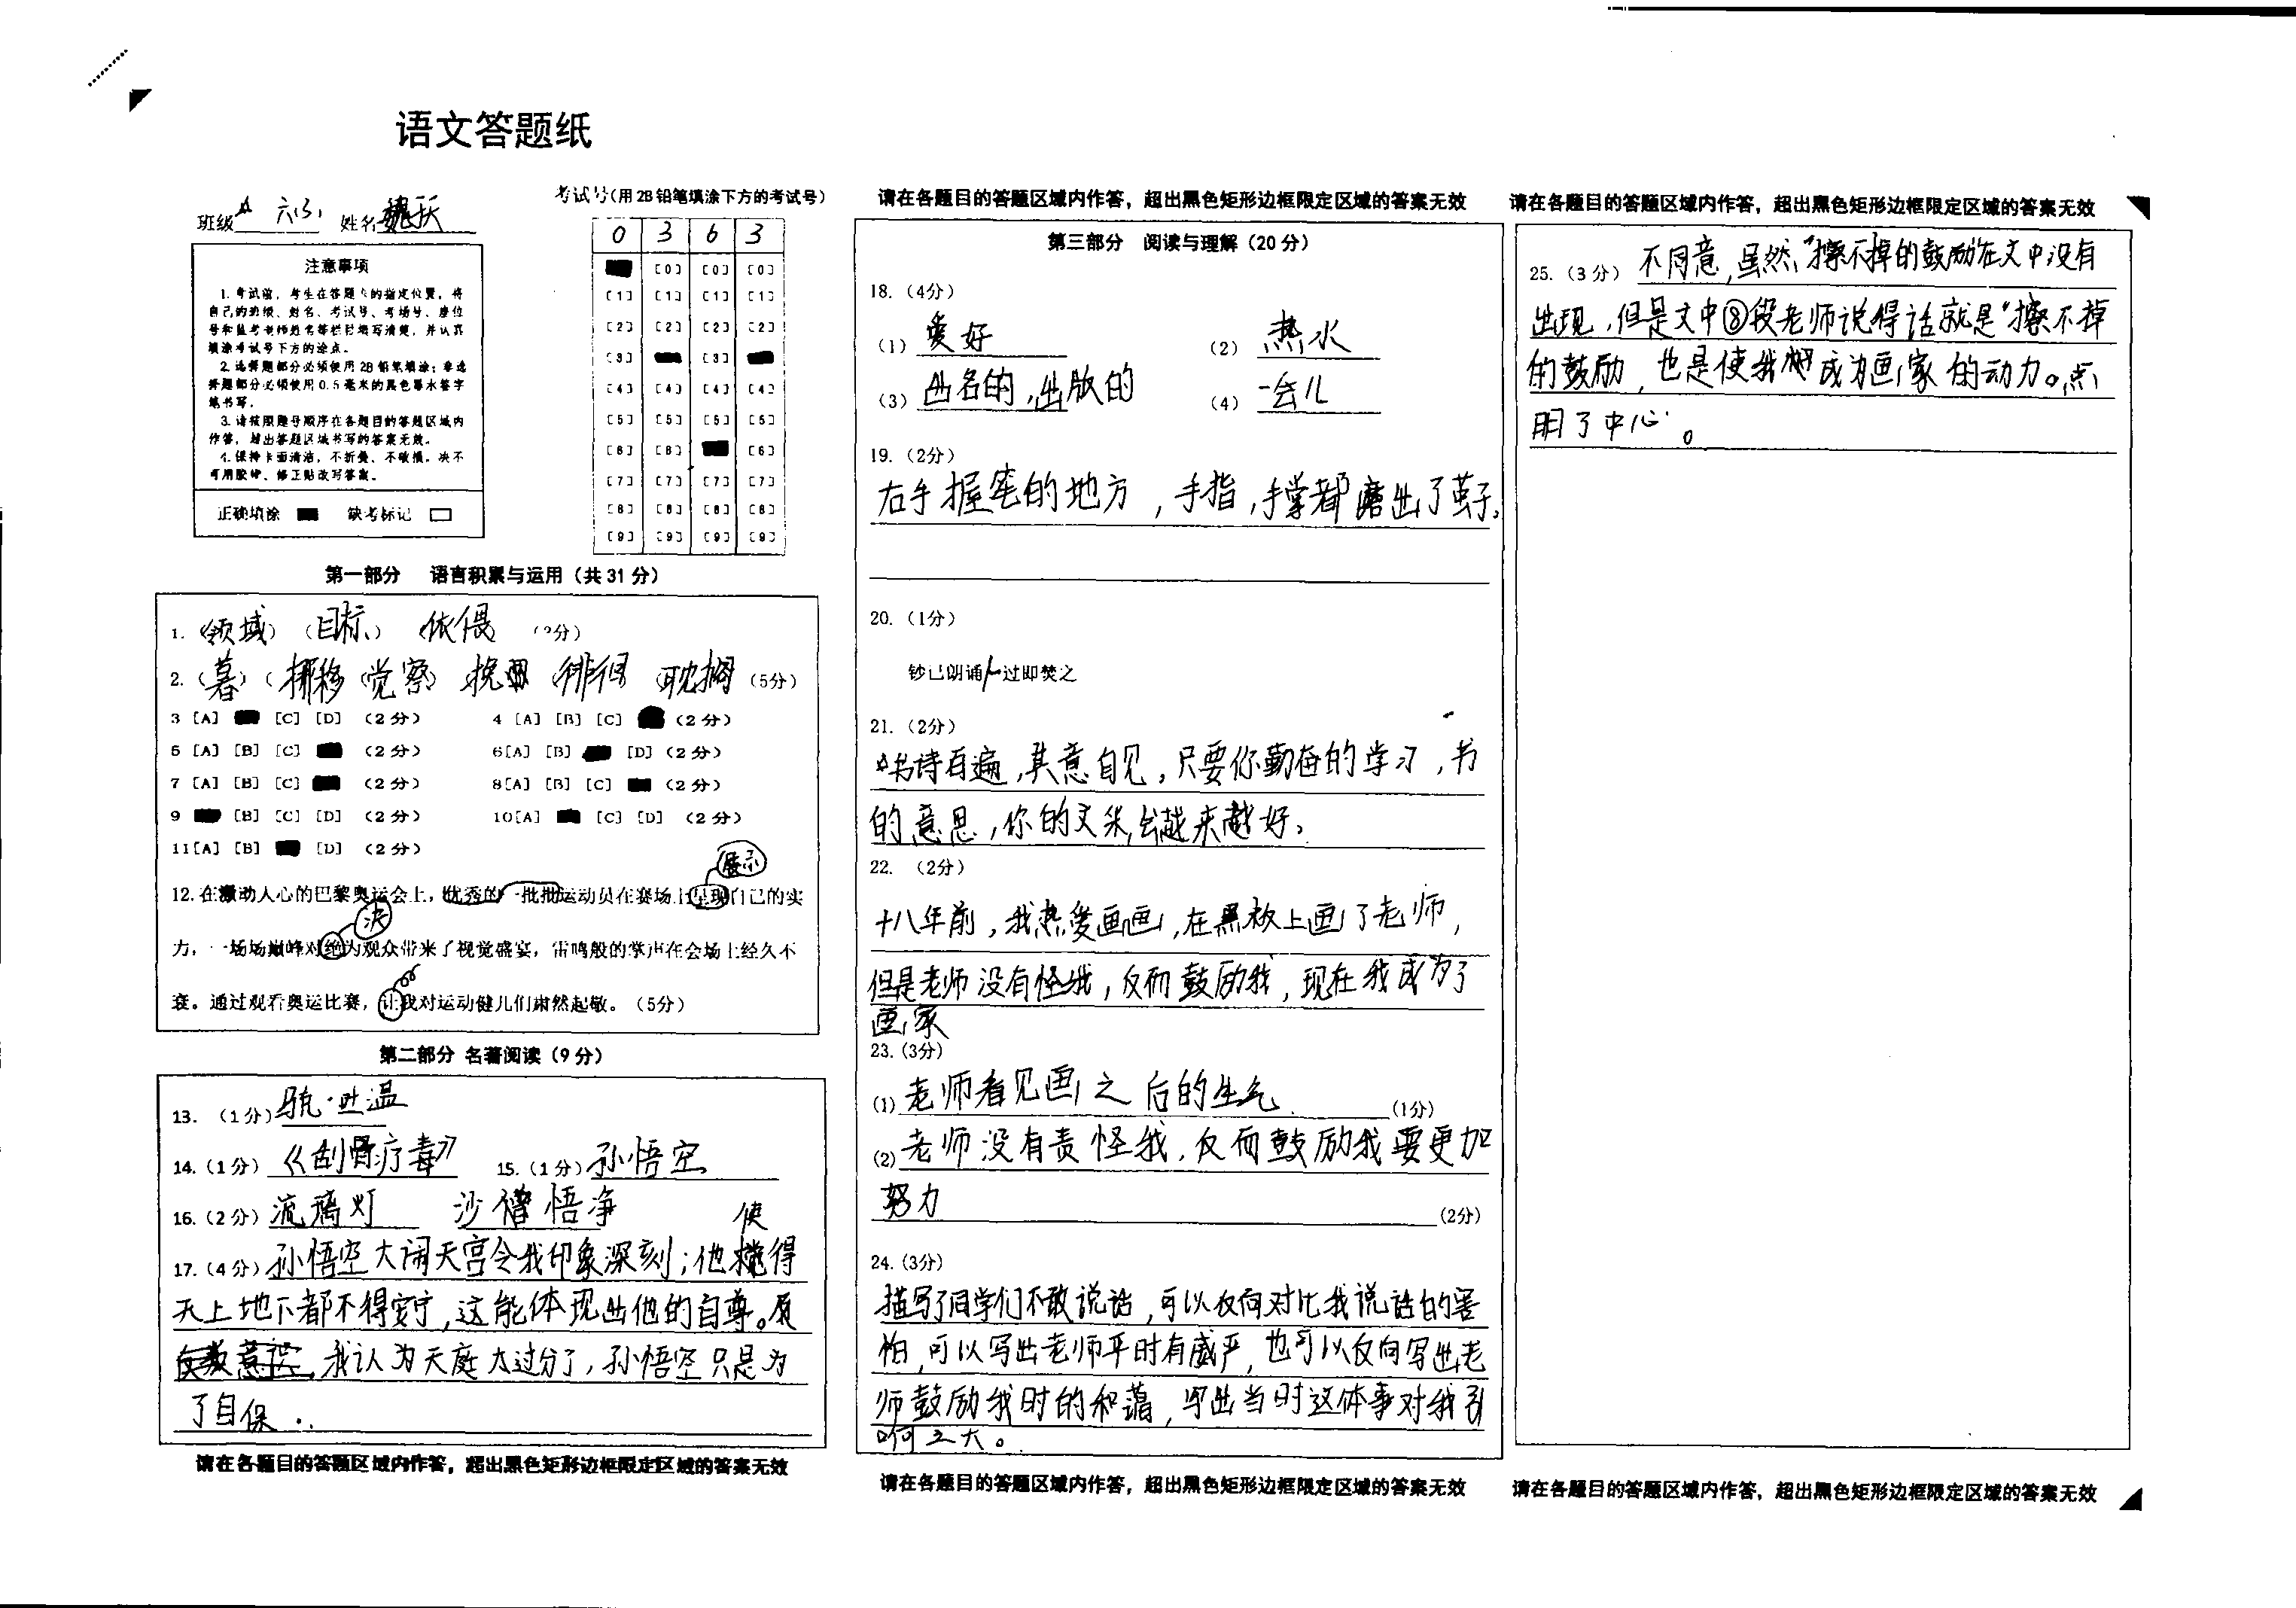 语文答题纸
班级 六(3) 姓名 魏跃
考试号(用 2B 铅笔填涂下方的考试号)
0 3 6 3
[0] [0] [0]
[1] [1] [1] [1]
[2] [2] [2] [2]
[3] [3]
[4] [4] [4] [4]
[5] [5] [5] [5]
[6] [6] [6]
[7] [7] [7] [7]
[8] [8] [8] [8]
[9] [9] [9] [9]
注意事项
1. 考试前，考生在答题卡的指定位置，将
自己的班级、姓名、考试号、考场号、座位
号和监考老师姓名等栏目填写清楚，并认真
填涂考试号下方的涂点。
2. 选择题部分必须使用 2B 铅笔填涂；非选
择题部分必须使用 0.5 毫米的黑色墨水签字
笔书写。
3. 请按照题号顺序在各题目的答题区域内
作答，超出答题区域书写的答案无效。
4. 保持卡面清洁，不折叠、不破损。决不
可用胶带、修正贴改写答案。
正确填涂 缺考标记
第一部分 语言积累与运用（共 31 分）
1. (领域) (目标) (依偎 (3分)
2. (暮) (挪移 (觉察) 挽 (徘徊 (耽搁 (5分)
3 [A] [C] [D] (2 分) 4 [A] [B] [C] (2 分)
5 [A] [B] [C] (2 分) 6[A] [B] [D] (2 分)
7 [A] [B] [C] (2 分) 8[A] [B] [C] (2 分)
9 [B] [C] [D] (2 分) 10[A] [C] [D] (2 分)
11[A] [B] [D] (2 分)
展示
12. 在激动人心的巴黎奥运会上，优秀的一批批运动员在赛场上呈现自己的实
决
力，一场场巅峰对绝为观众带来了视觉盛宴，雷鸣般的掌声在会场上经久不
衰。通过观看奥运比赛，让我对运动健儿们肃然起敬。（5分）
第二部分 名著阅读（9 分）
13. （1 分）
14. （1 分）《刮骨疗毒》 15. （1 分）孙悟空
16. （2 分）流璃灯 沙僧 悟净
使
17. （4 分）孙悟空大闹天宫令我印象深刻；他 得
天上地下都不得安宁，这能体现出他的自尊。
我认为天庭太过分了，孙悟空只是为
了自保．
请在各题目的答题区域内作答，超出黑色矩形边框限定区域的答案无效
请在各题目的答题区域内作答，超出黑色矩形边框限定区域的答案无效
第三部分 阅读与理解（20 分）
18. （4分）
（1）爱好 （2）热水
（3）出名的，出版的 （4）一会儿
19. （2分）
右手握笔的地方，手指，手掌都磨出了茧子。
20. （1分）
钞已朗诵/一过即焚之
21. （2分）
书诗百遍，其意自见，只要你勤奋的学习，书
的意思，你的文采，会越来越好。
22. （2分）
十八年前，我热爱画画，在黑板上画了老师，
但是老师没有怪我，反而鼓励我，现在我成为了
画家
23. （3分）
(1) 老师看见画之后的生气 (1分)
(2) 老师没有责怪我，反而鼓励我要更加
努力 (2分)
24. （3分）
描写了同学们不敢说话，可以反向对比我说话的害
怕，可以写出老师平时有威严，也可以反向写出老
师鼓励我时的和蔼，写出当时这体事对我引
响之大。
请在各题目的答题区域内作答，超出黑色矩形边框限定区域的答案无效
请在各题目的答题区域内作答，超出黑色矩形边框限定区域的答案无效
25. （3 分）不同意，虽然，“擦不掉的鼓励”在文中没有
出现，但是文中⑧段老师说得话就是“擦不掉
的鼓励，也是使我 成为画家的动力。点
明了中心。
请在各题目的答题区域内作答，超出黑色矩形边框限定区域的答案无效